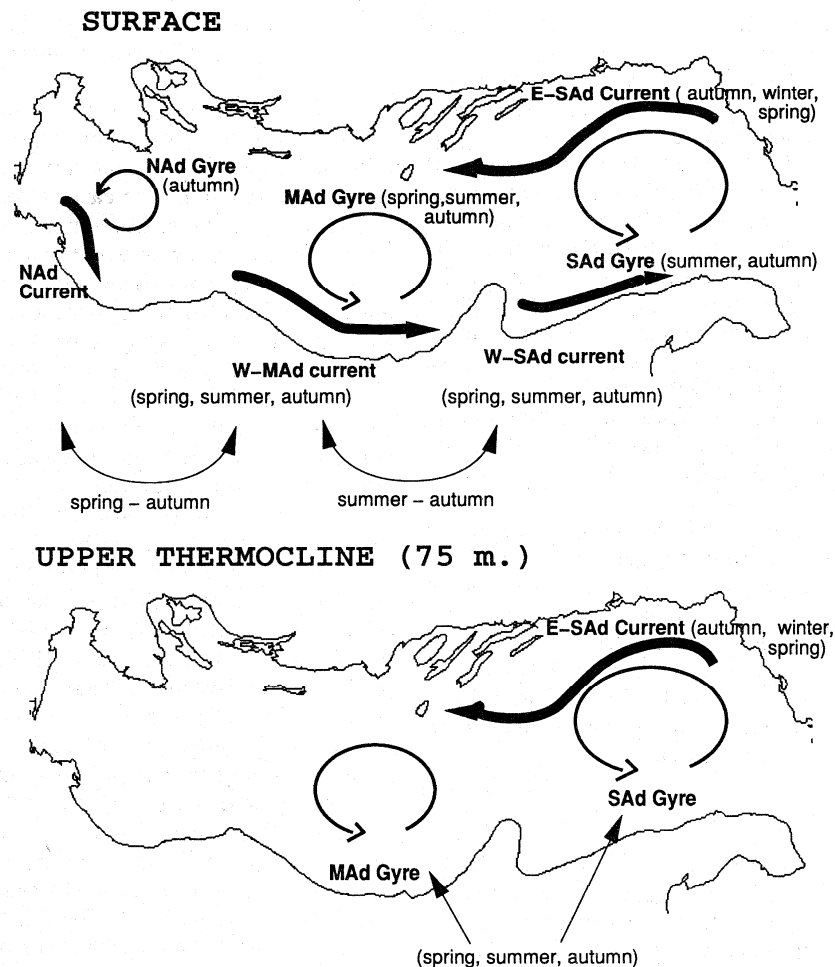 SURFACE
E–SAd Current ( autumn, winter,
spring)
NAd Gyre
(autumn)
MAd Gyre (spring,summer,
autumn)
SAd Gyre (summer, autumn)
NAd
Current
W–MAd current
(spring, summer, autumn)
W–SAd current
(spring, summer, autumn)
spring – autumn
summer – autumn
UPPER THERMOCLINE (75 m.)
E–SAd Current (autumn, winter,
spring)
SAd Gyre
MAd Gyre
(spring, summer, autumn)